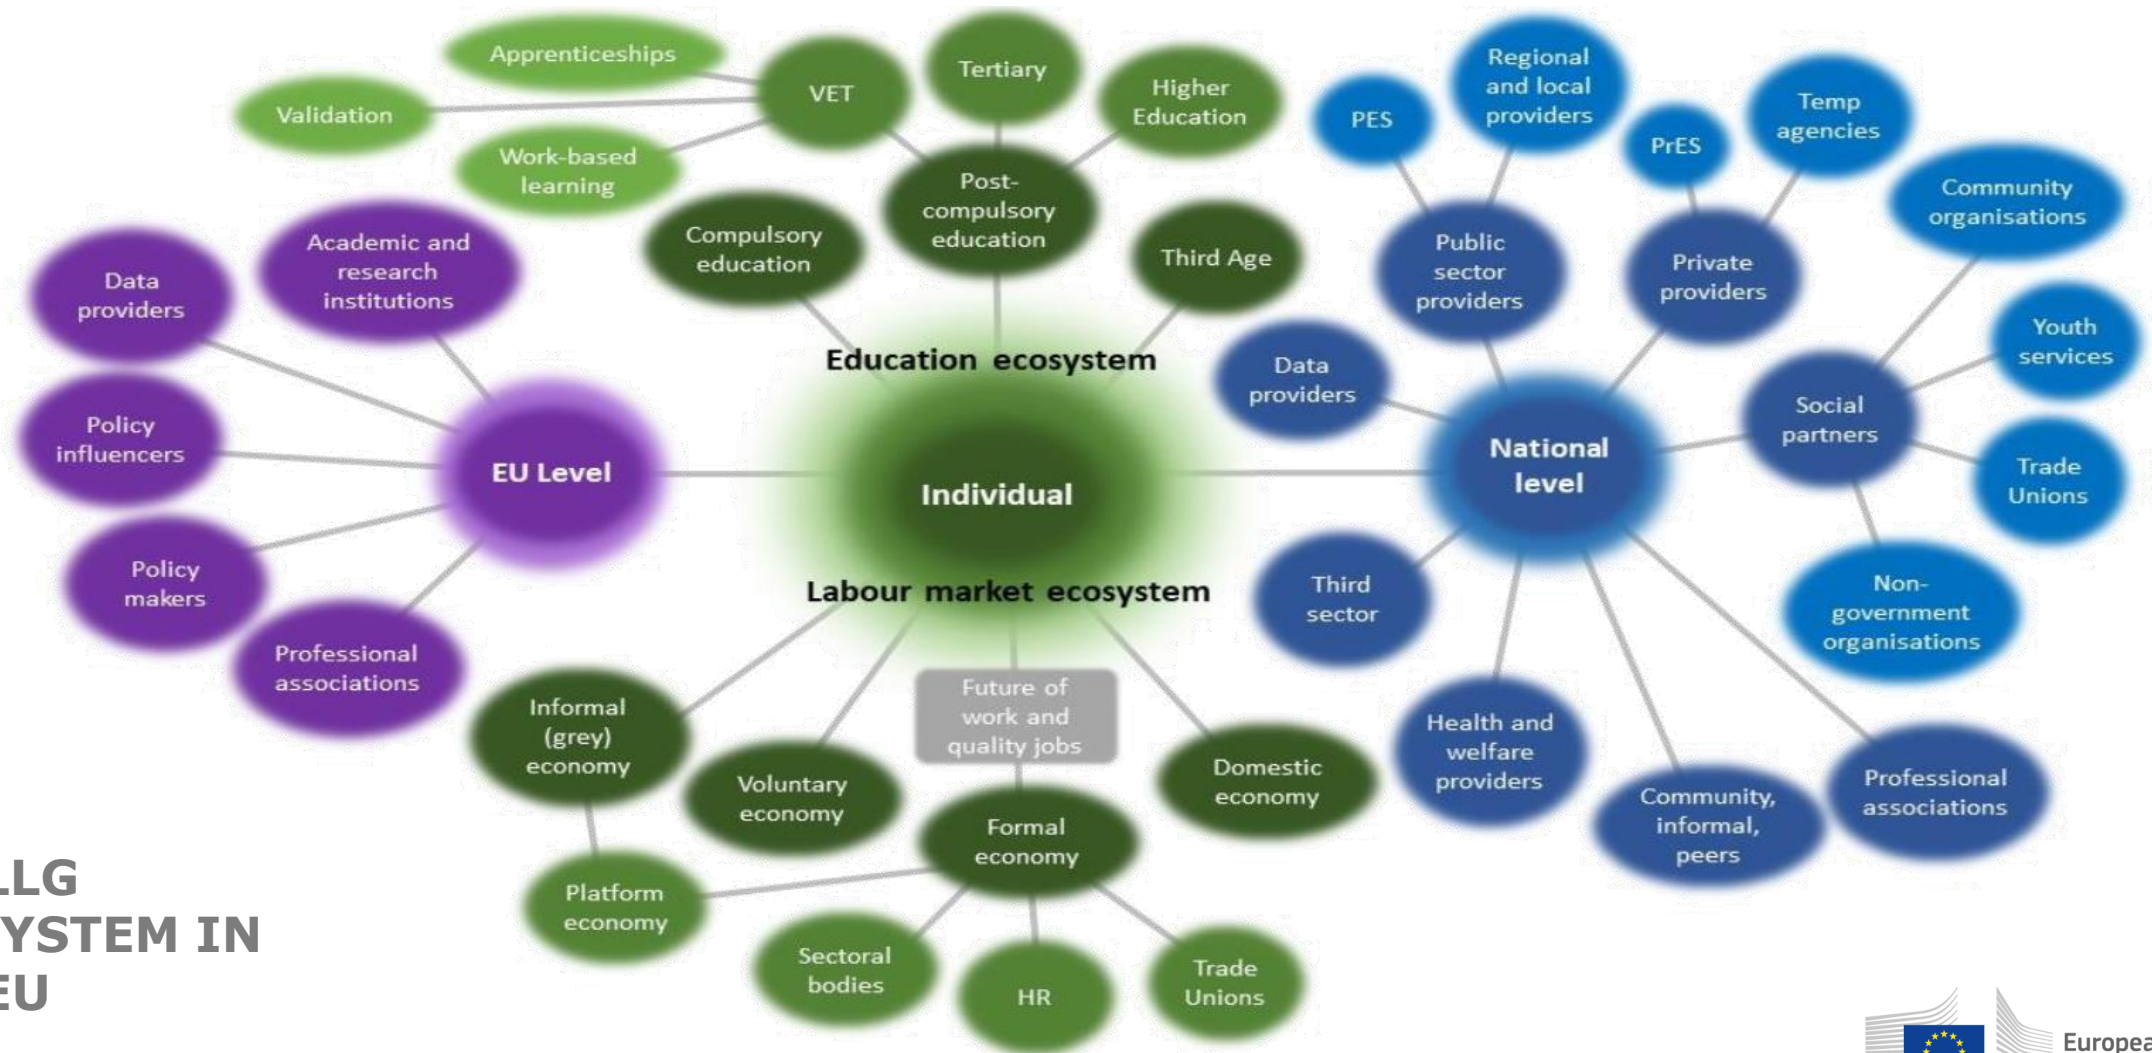 Apprenticeships
Validation
Work-based
learning
VET
Tertiary
Higher
Education
Post-
compulsory
education
Compulsory
education
Third Age
Education ecosystem
Individual
Labour market ecosystem
Academic and
research
institutions
Data
providers
Policy
influencers
Policy
makers
Professional
associations
EU Level
Informal
(grey)
economy
Voluntary
economy
Future of
work and
quality jobs
Domestic
economy
Formal
economy
Platform
economy
Sectoral
bodies
HR
Trade
Unions
PES
Regional
and local
providers
PrES
Temp
agencies
Public
sector
providers
Private
providers
Community
organisations
Data
providers
Youth
services
Social
partners
National
level
Trade
Unions
Third
sector
Non-
government
organisations
Health and
welfare
providers
Community,
informal,
peers
Professional
associations
LLG
YSTEM IN
EU
Europea